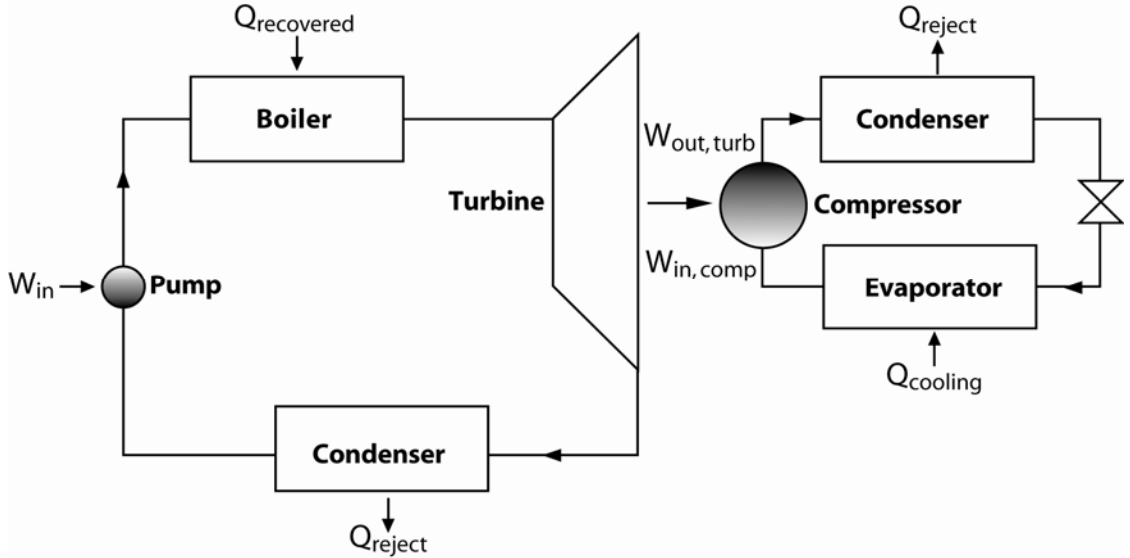 Qrecovered
Boiler
Turbine
Win
Pump
Condenser
Qreject
Wout, turb
Win, comp
Qreject
Condenser
Compressor
Evaporator
Qcooling